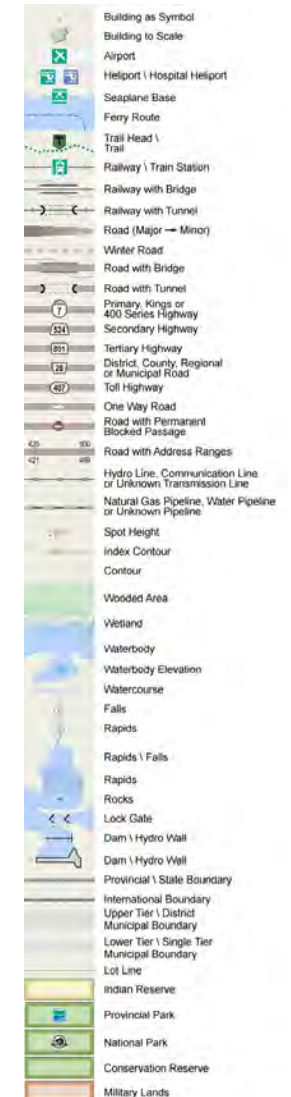 Building as Symbol
Building to Scale
Airport
Heliport \ Hospital Heliport
Seaplane Base
Ferry Route
Trail Head \
Trail
Railway \ Train Station
Railway with Bridge
Railway with Tunnel
Road (Major → Minor)
Winter Road
Road with Bridge
Road with Tunnel
7
Primary, Kings or
400 Series Highway
524
Secondary Highway
801
Tertiary Highway
28
District, County, Regional
or Municipal Road
407
Toll Highway
One Way Road
Road with Permanent
Blocked Passage
Road with Address Ranges
421
Hydro Line, Communication Line
or Unknown Transmission Line
Natural Gas Pipeline, Water Pipeline
or Unknown Pipeline
Spot Height
Index Contour
Contour
Wooded Area
Wetland
Waterbody
Waterbody Elevation
Watercourse
Falls
Rapids
Rapids \ Falls
Rapids
Rocks
Lock Gate
Dam \ Hydro Wall
Dam \ Hydro Wall
Provincial \ State Boundary
International Boundary
Upper Tier \ District
Municipal Boundary
Lower Tier \ Single Tier
Municipal Boundary
Lot Line
Indian Reserve
Provincial Park
National Park
Conservation Reserve
Military Lands